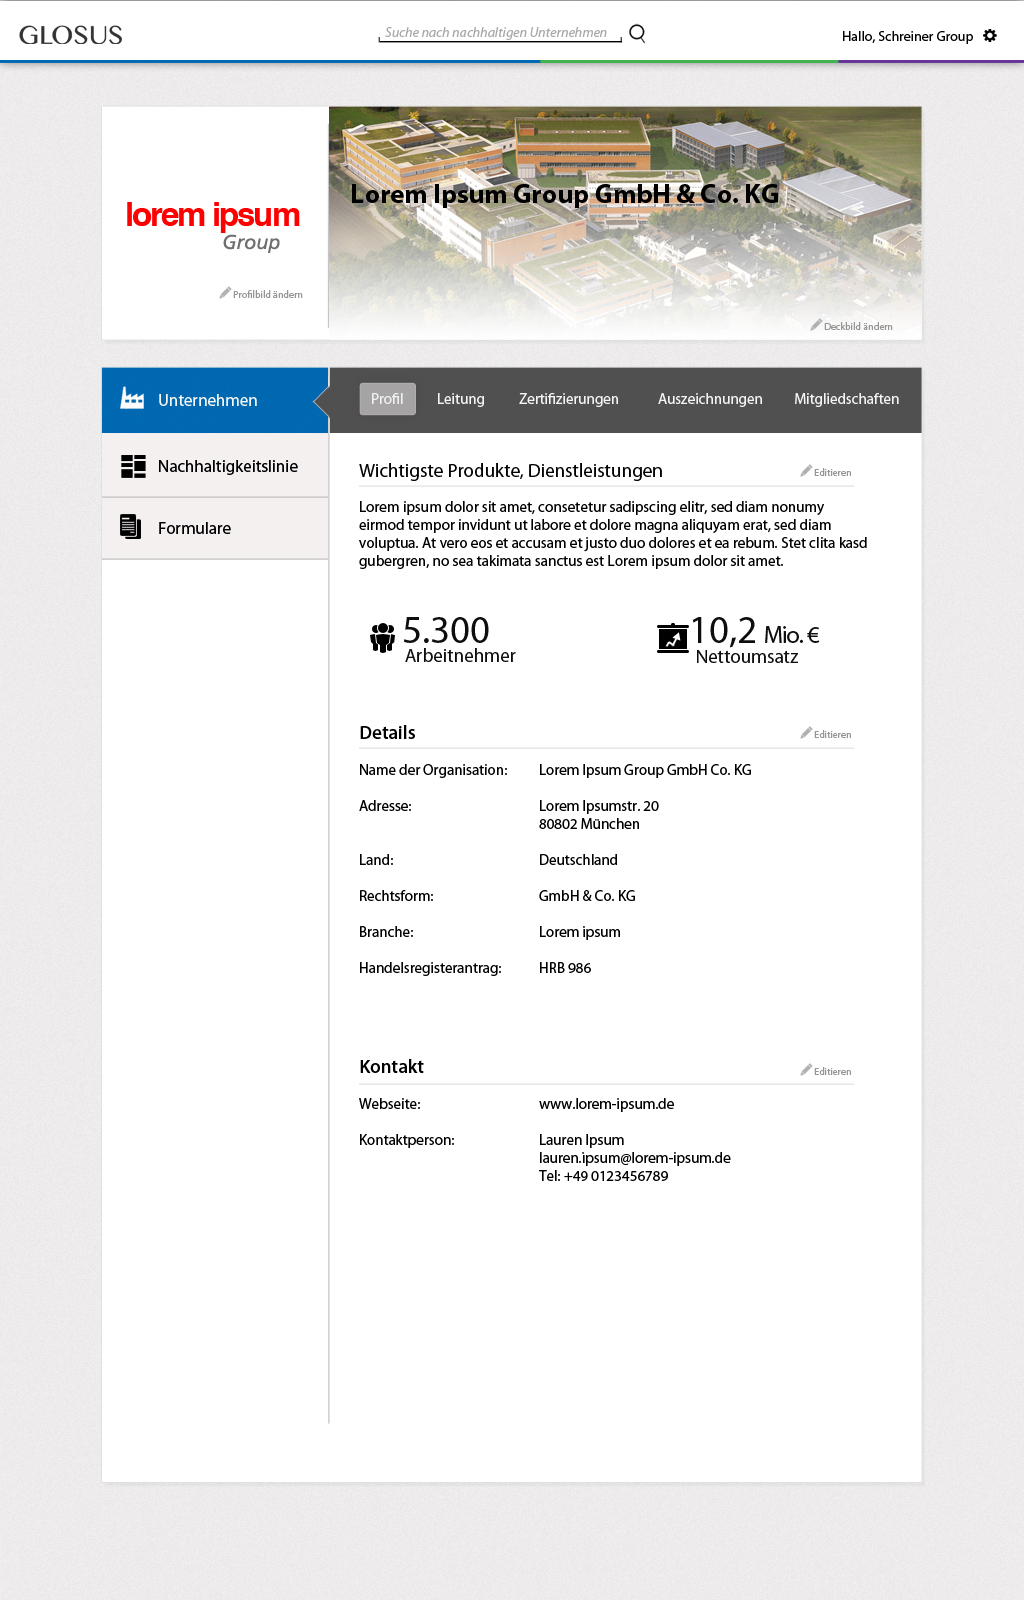 GLOSUS
Suche nach nachhaltigen Unternehmen
Hallo, Schreiner Group
lorem ipsum
Group
Profilbild ändern
Lorem Ipsum Group GmbH & Co. KG
Deckbild ändern
Unternehmen
Nachhaltigkeitslinie
Formulare
Profil
Leitung
Zertifizierungen
Auszeichnungen
Mitgliedschaften
Wichtigste Produkte, Dienstleistungen
Editieren
Lorem ipsum dolor sit amet, consetetur sadipscing elitr, sed diam nonumy
eirmod tempor invidunt ut labore et dolore magna aliquyam erat, sed diam
voluptua. At vero eos et accusam et justo duo dolores et ea rebum. Stet clita kasd
gubergren, no sea takimata sanctus est Lorem ipsum dolor sit amet.
5.300
Arbeitnehmer
10,2 Mio. €
Nettoumsatz
Details
Editieren
Name der Organisation: Lorem Ipsum Group GmbH Co. KG
Adresse: Lorem Ipsumstr. 20
80802 München
Land: Deutschland
Rechtsform: GmbH & Co. KG
Branche: Lorem ipsum
Handelsregisterantrag: HRB 986
Kontakt
Editieren
Webseite: www.lorem-ipsum.de
Kontaktperson: Lauren Ipsum
lauren.ipsum@lorem-ipsum.de
Tel: +49 0123456789